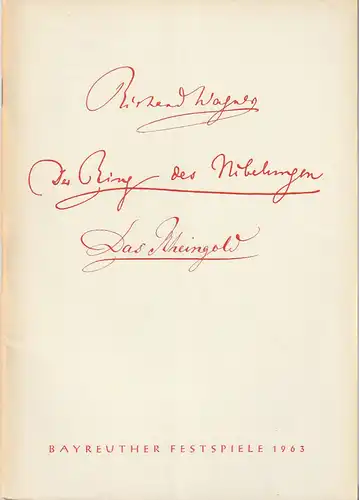 Richard Wagner
Der Ring des Nibelungen
Das Rheingold
BAYREUTHER FESTSPIELE 1963